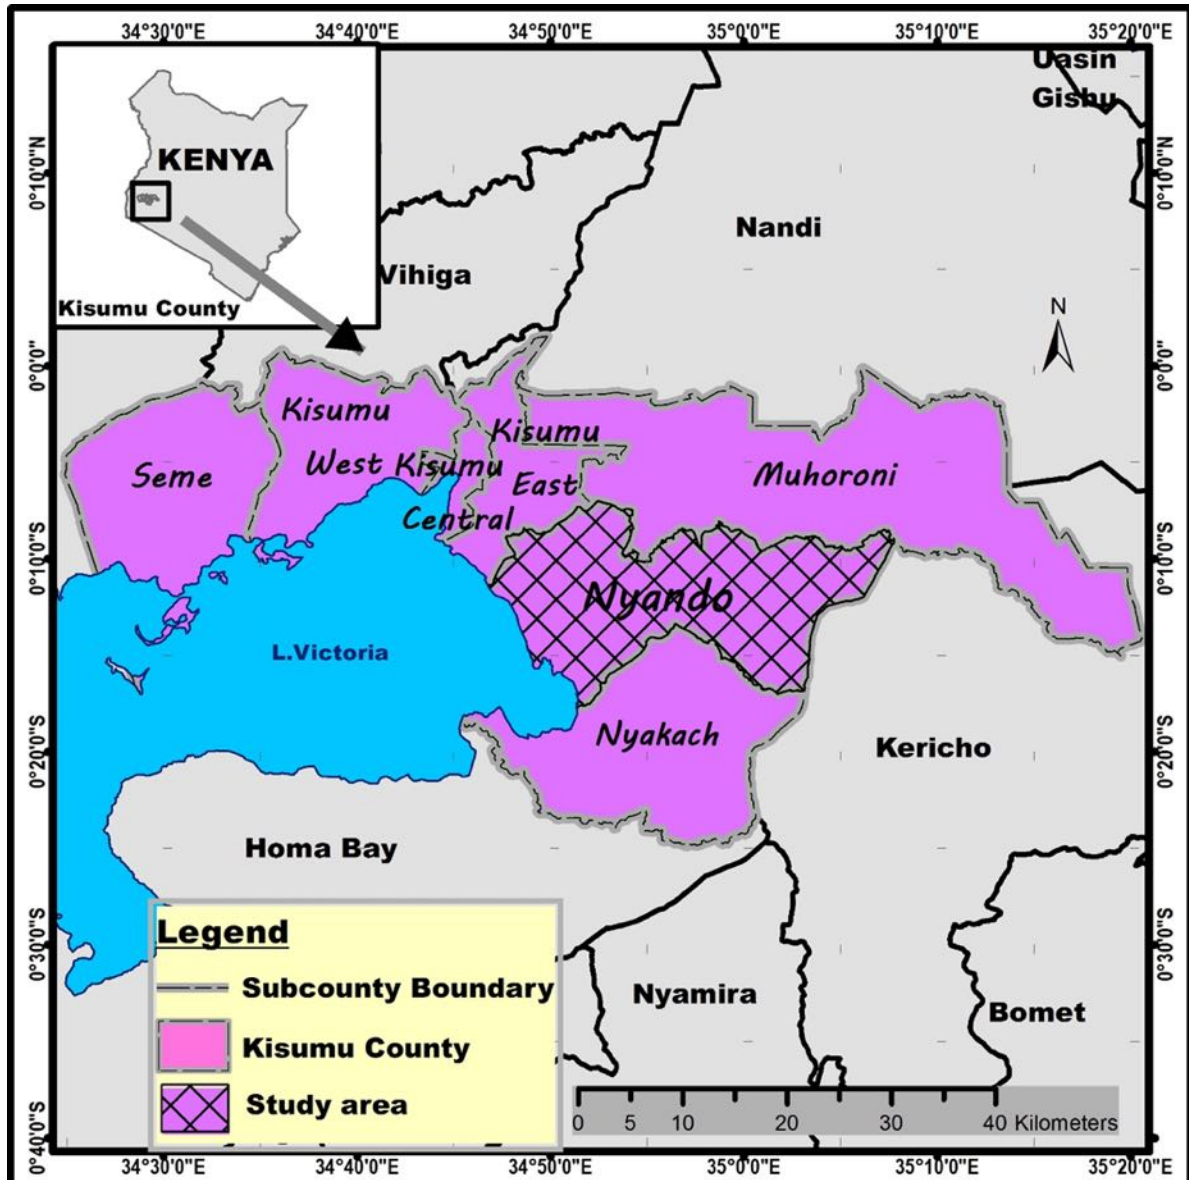 34°30'0"E 34°40'0"E 34°50'0"E 35°0'0"E 35°10'0"E 35°20'0"E
Uasin
Gishu
KENYA
Kisumu County
0°10'0"N
0°10'0"N
Nandi
Vihiga
N
0°0'0"
0°0'0"
Kisumu
West
Kisumu
East
Seme
Kisumu
Central
Muhoroni
0°10'0"S
0°10'0"S
Nyando
L.Victoria
Nyakach
Kericho
0°20'0"S
0°20'0"S
Homa Bay
Legend
Subcounty Boundary
Kisumu County
Study area
0°30'0"S
0°30'0"S
Nyamira
Bomet
0 5 10 20 30 40 Kilometers
0°40'0"S
0°40'0"S
34°30'0"E 34°40'0"E 34°50'0"E 35°0'0"E 35°10'0"E 35°20'0"E